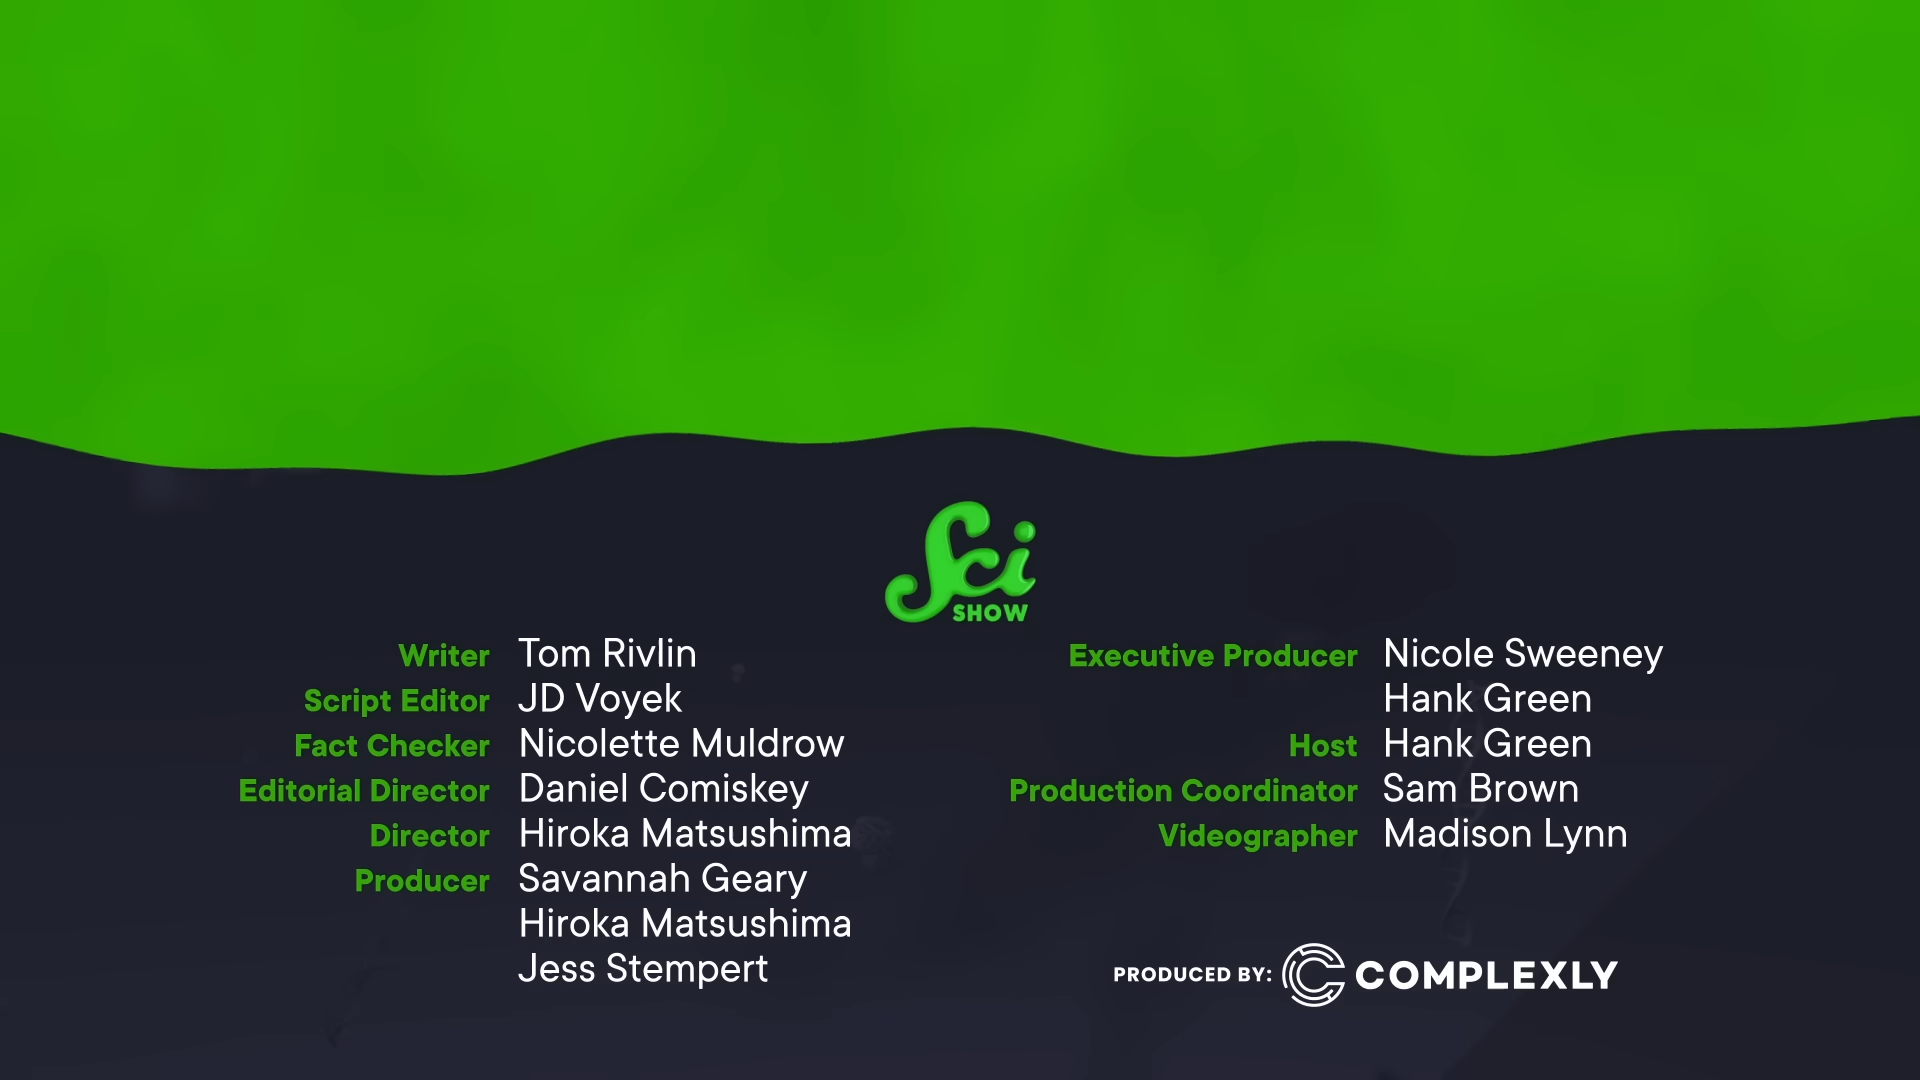 Sci
SHOW
Writer Tom Rivlin
Script Editor JD Voyek
Fact Checker Nicolette Muldrow
Editorial Director Daniel Comiskey
Director Hiroka Matsushima
Producer Savannah Geary
Hiroka Matsushima
Jess Stempert
Executive Producer Nicole Sweeney
Hank Green
Host Hank Green
Production Coordinator Sam Brown
Videographer Madison Lynn
PRODUCED BY: COMPLEXLY